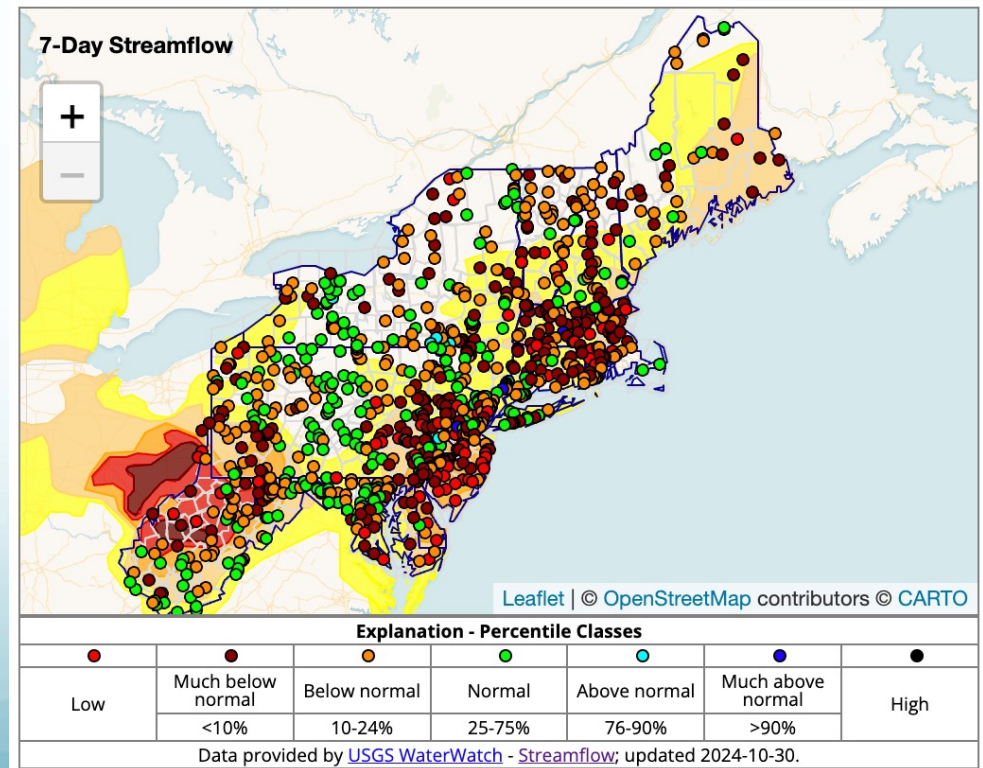 7-Day Streamflow
+
−
Leaflet | © OpenStreetMap contributors © CARTO
Explanation - Percentile Classes
Low
Much below normal
Below normal
Normal
Above normal
Much above normal
High
<10%
10-24%
25-75%
76-90%
>90%
Data provided by USGS WaterWatch - Streamflow; updated 2024-10-30.